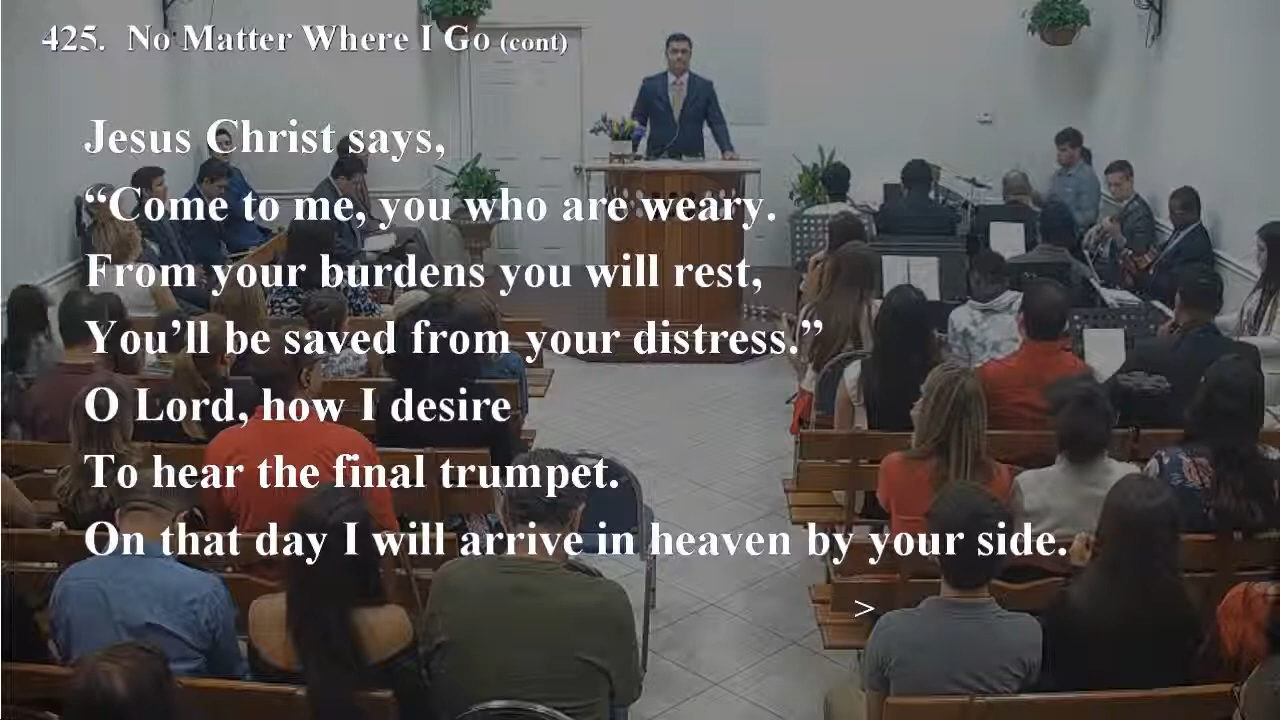 425. No Matter Where I Go (cont)
Jesus Christ says,
“Come to me, you who are weary.
From your burdens you will rest,
You’ll be saved from your distress.”
O Lord, how I desire
To hear the final trumpet.
On that day I will arrive in heaven by your side.
>